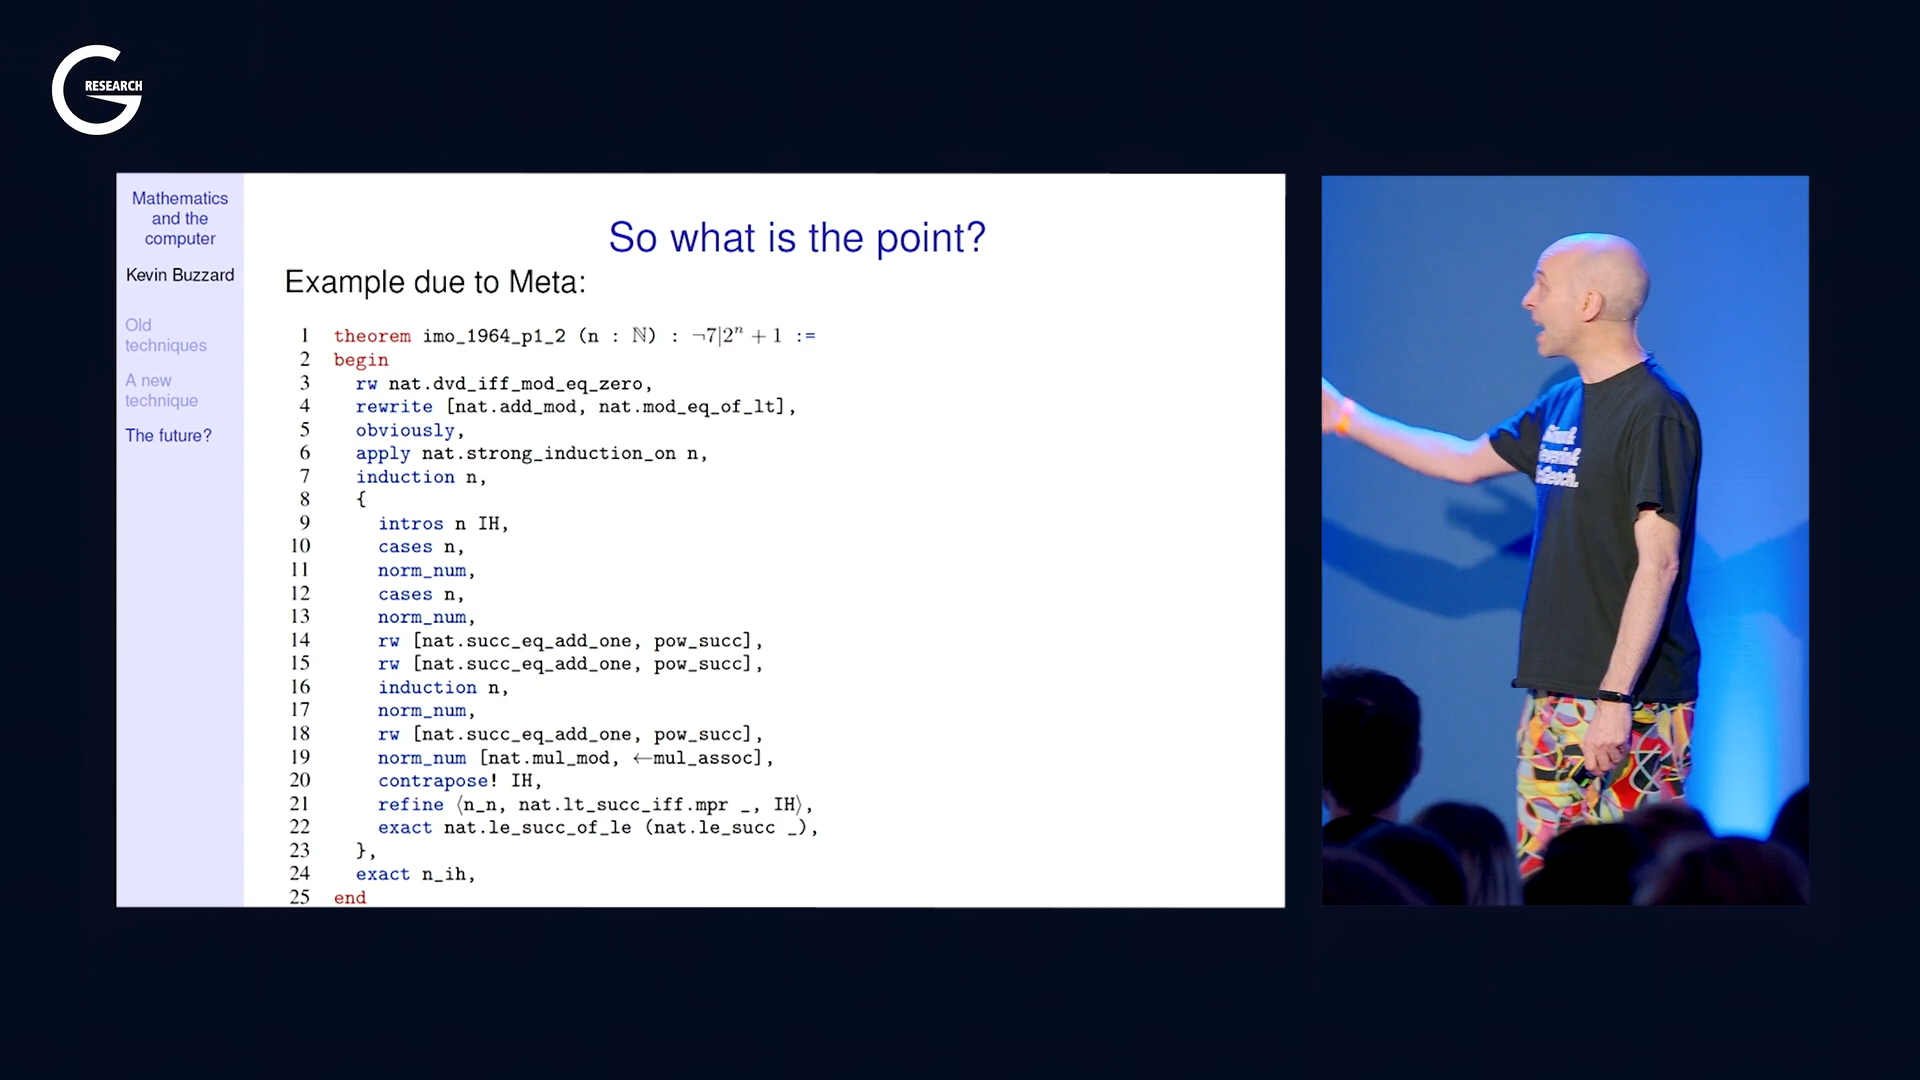 RESEARCH
Mathematics
and the
computer
Kevin Buzzard
Old
techniques
A new
technique
The future?
So what is the point?
Example due to Meta:
1 theorem imo_1964_p1_2 (n : ℕ) : ¬7|2ⁿ + 1 :=
2 begin
3 rw nat.dvd_iff_mod_eq_zero,
4 rewrite [nat.add_mod, nat.mod_eq_of_lt],
5 obviously,
6 apply nat.strong_induction_on n,
7 induction n,
8 {
9 intros n IH,
10 cases n,
11 norm_num,
12 cases n,
13 norm_num,
14 rw [nat.succ_eq_add_one, pow_succ],
15 rw [nat.succ_eq_add_one, pow_succ],
16 induction n,
17 norm_num,
18 rw [nat.succ_eq_add_one, pow_succ],
19 norm_num [nat.mul_mod, ←mul_assoc],
20 contrapose! IH,
21 refine ⟨n_n, nat.lt_succ_iff.mpr _, IH⟩,
22 exact nat.le_succ_of_le (nat.le_succ _),
23 },
24 exact n_ih,
25 end